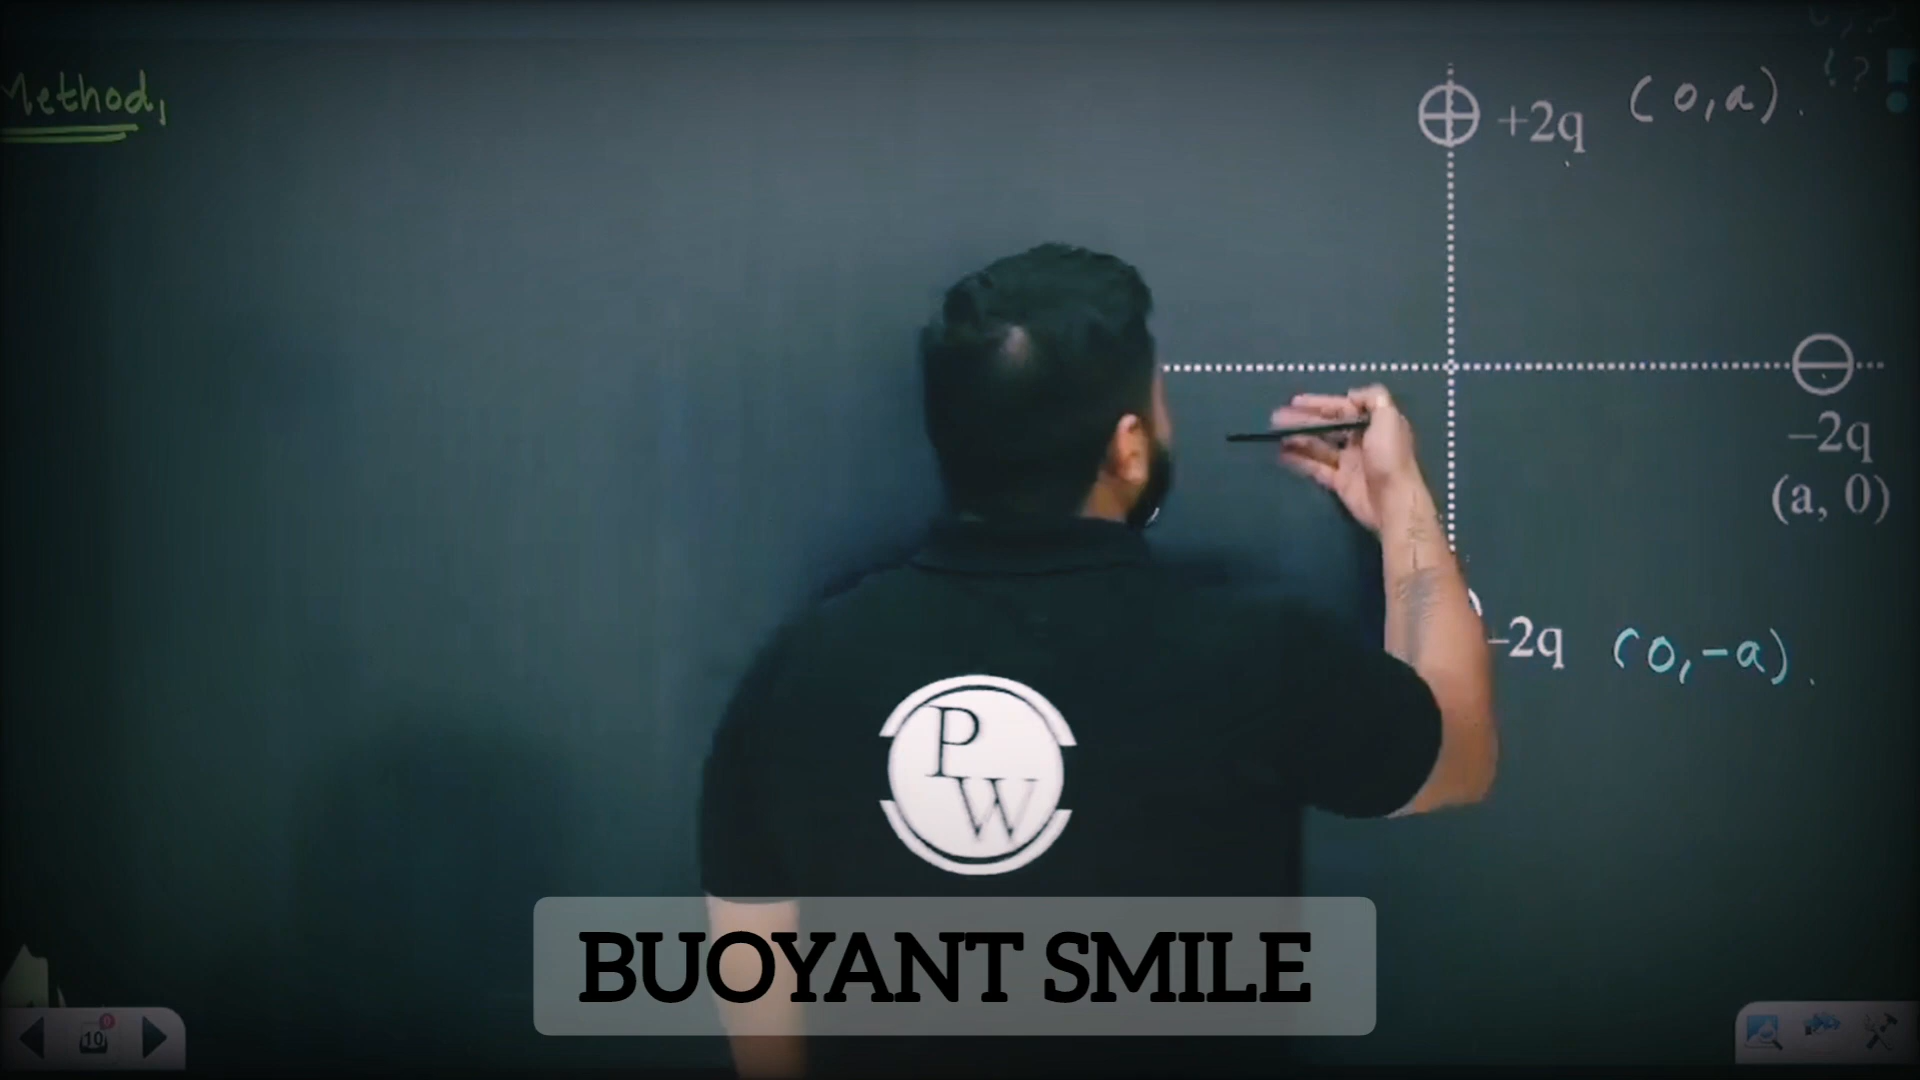 Method,
+2q (0,a).
-2q
(a, 0)
-2q (0,-a).
P
W
BUOYANT SMILE
10